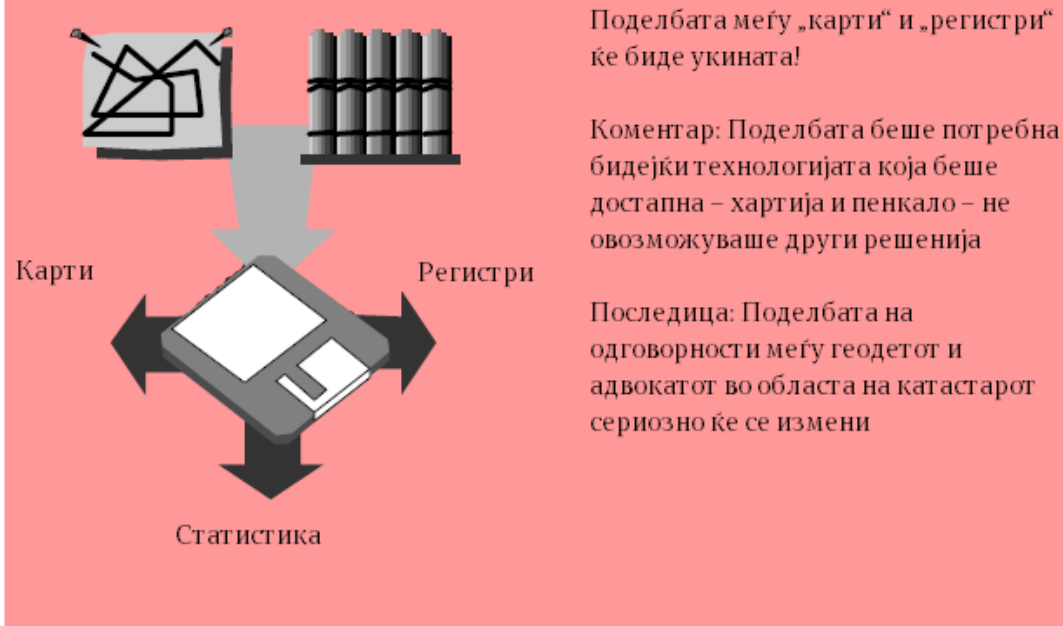 Поделбата меѓу „карти“ и „регистри“
ќе биде укината!
Коментар: Поделбата беше потребна
бидејќи технологијата која беше
достапна – хартија и пенкало – не
овозможуваше други решенија
Последица: Поделбата на
одговорности меѓу геодетот и
адвокатот во областа на катастарот
сериозно ќе се измени
Карти
Регистри
Статистика